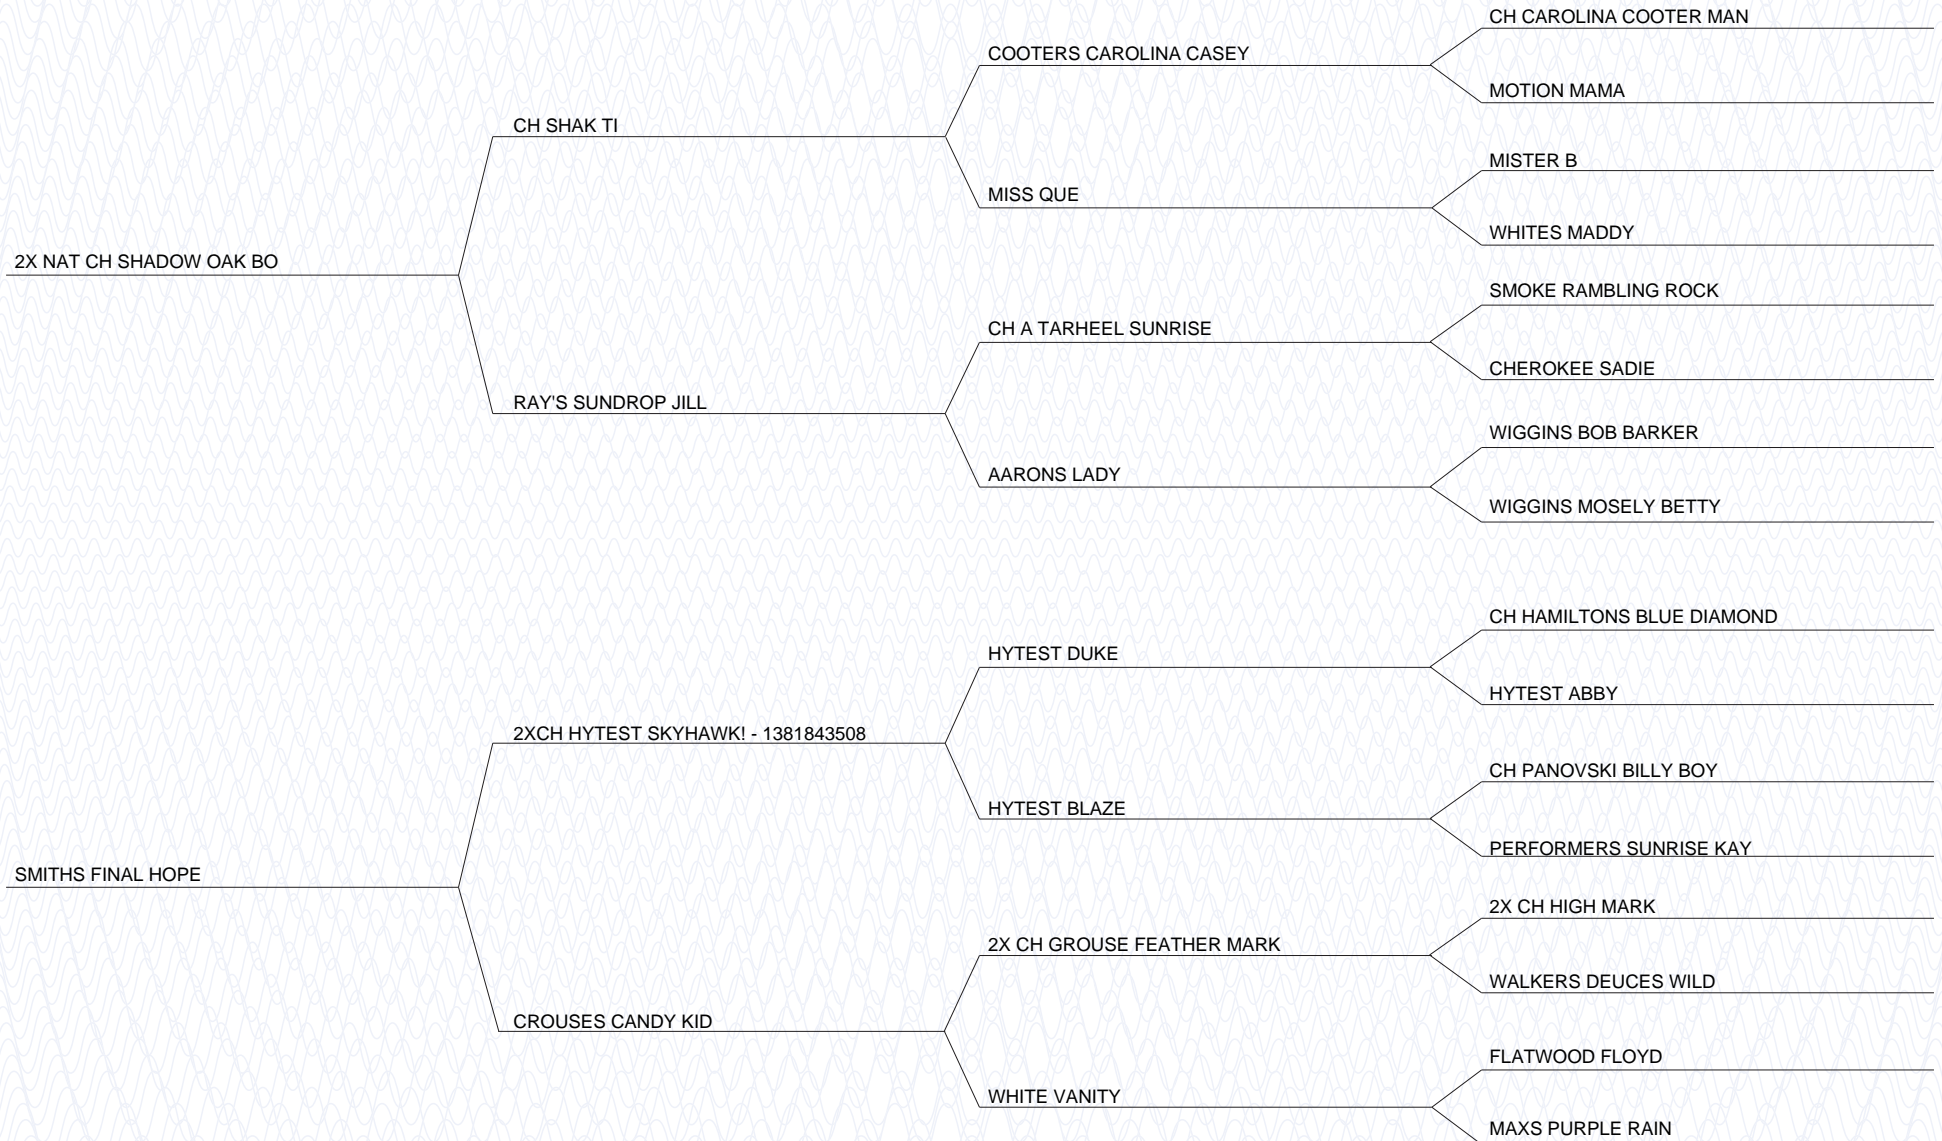 CH CAROLINA COOTER MAN
COOTERS CAROLINA CASEY
MOTION MAMA
CH SHAK TI
MISTER B
MISS QUE
WHITES MADDY
2X NAT CH SHADOW OAK BO
SMOKE RAMBLING ROCK
CH A TARHEEL SUNRISE
CHEROKEE SADIE
RAY'S SUNDROP JILL
WIGGINS BOB BARKER
AARONS LADY
WIGGINS MOSELY BETTY
CH HAMILTONS BLUE DIAMOND
HYTEST DUKE
HYTEST ABBY
2XCH HYTEST SKYHAWK! - 1381843508
CH PANOVSKI BILLY BOY
HYTEST BLAZE
PERFORMERS SUNRISE KAY
SMITHS FINAL HOPE
2X CH HIGH MARK
2X CH GROUSE FEATHER MARK
WALKERS DEUCES WILD
CROUSES CANDY KID
FLATWOOD FLOYD
WHITE VANITY
MAXS PURPLE RAIN